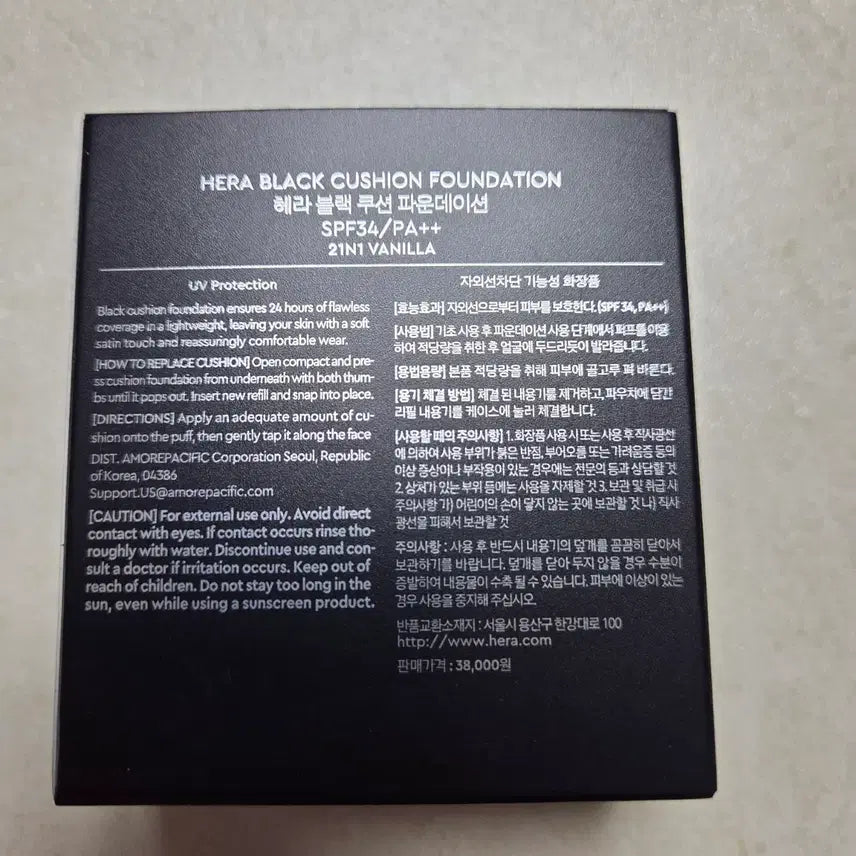 HERA BLACK CUSHION FOUNDATION
헤라 블랙 쿠션 파운데이션
SPF34/PA++
21N1 VANILLA
UV Protection
Black cushion foundation ensures 24 hours of flawless
coverage in a lightweight, leaving your skin with a soft
satin touch and reassuringly comfortable wear.
[HOW TO REPLACE CUSHION] Open compact and pre-
ss cushion foundation from underneath with both thum-
bs until it pops out. Insert new refill and snap into place.
[DIRECTIONS] Apply an adequate amount of cu-
shion onto the puff, then gently tap it along the face
DIST. AMOREPACIFIC Corporation Seoul, Republic
of Korea, 04386
Support.US@amorepacific.com
[CAUTION] For external use only. Avoid direct
contact with eyes. If contact occurs rinse tho-
roughly with water. Discontinue use and con-
sult a doctor if irritation occurs. Keep out of
reach of children. Do not stay too long in the
sun, even while using a sunscreen product.
자외선차단 기능성 화장품
[효능효과] 자외선으로부터 피부를 보호한다. (SPF 34, PA++)
[사용법] 기초 사용 후 파운데이션 사용 단계에서 퍼프를 이용
하여 적당량을 취한 후 얼굴에 두드리듯이 발라줍니다.
[용법용량] 본품 적당량을 취해 피부에 골고루 펴 바른다.
[용기 체결 방법] 체결 된 내용기를 제거하고, 파우치에 담긴
리필 내용기를 케이스에 눌러 체결합니다.
[사용할 때의 주의사항] 1. 화장품 사용 시 또는 사용 후 직사광선
에 의하여 사용 부위가 붉은 반점, 부어오름 또는 가려움증 등의
이상 증상이나 부작용이 있는 경우에는 전문의 등과 상담할 것
2. 상처가 있는 부위 등에는 사용을 자제할 것 3. 보관 및 취급 시
주의사항 가) 어린이의 손이 닿지 않는 곳에 보관할 것 나) 직사
광선을 피해서 보관할 것
주의사항 : 사용 후 반드시 내용기의 덮개를 꼼꼼히 닫아서
보관하기를 바랍니다. 덮개를 닫아 두지 않을 경우 수분이
증발하여 내용물이 수축 될 수 있습니다. 피부에 이상이 있는
경우 사용을 중지해 주십시오.
반품교환소재지 : 서울시 용산구 한강대로 100
http://www.hera.com
판매가격 : 38,000원